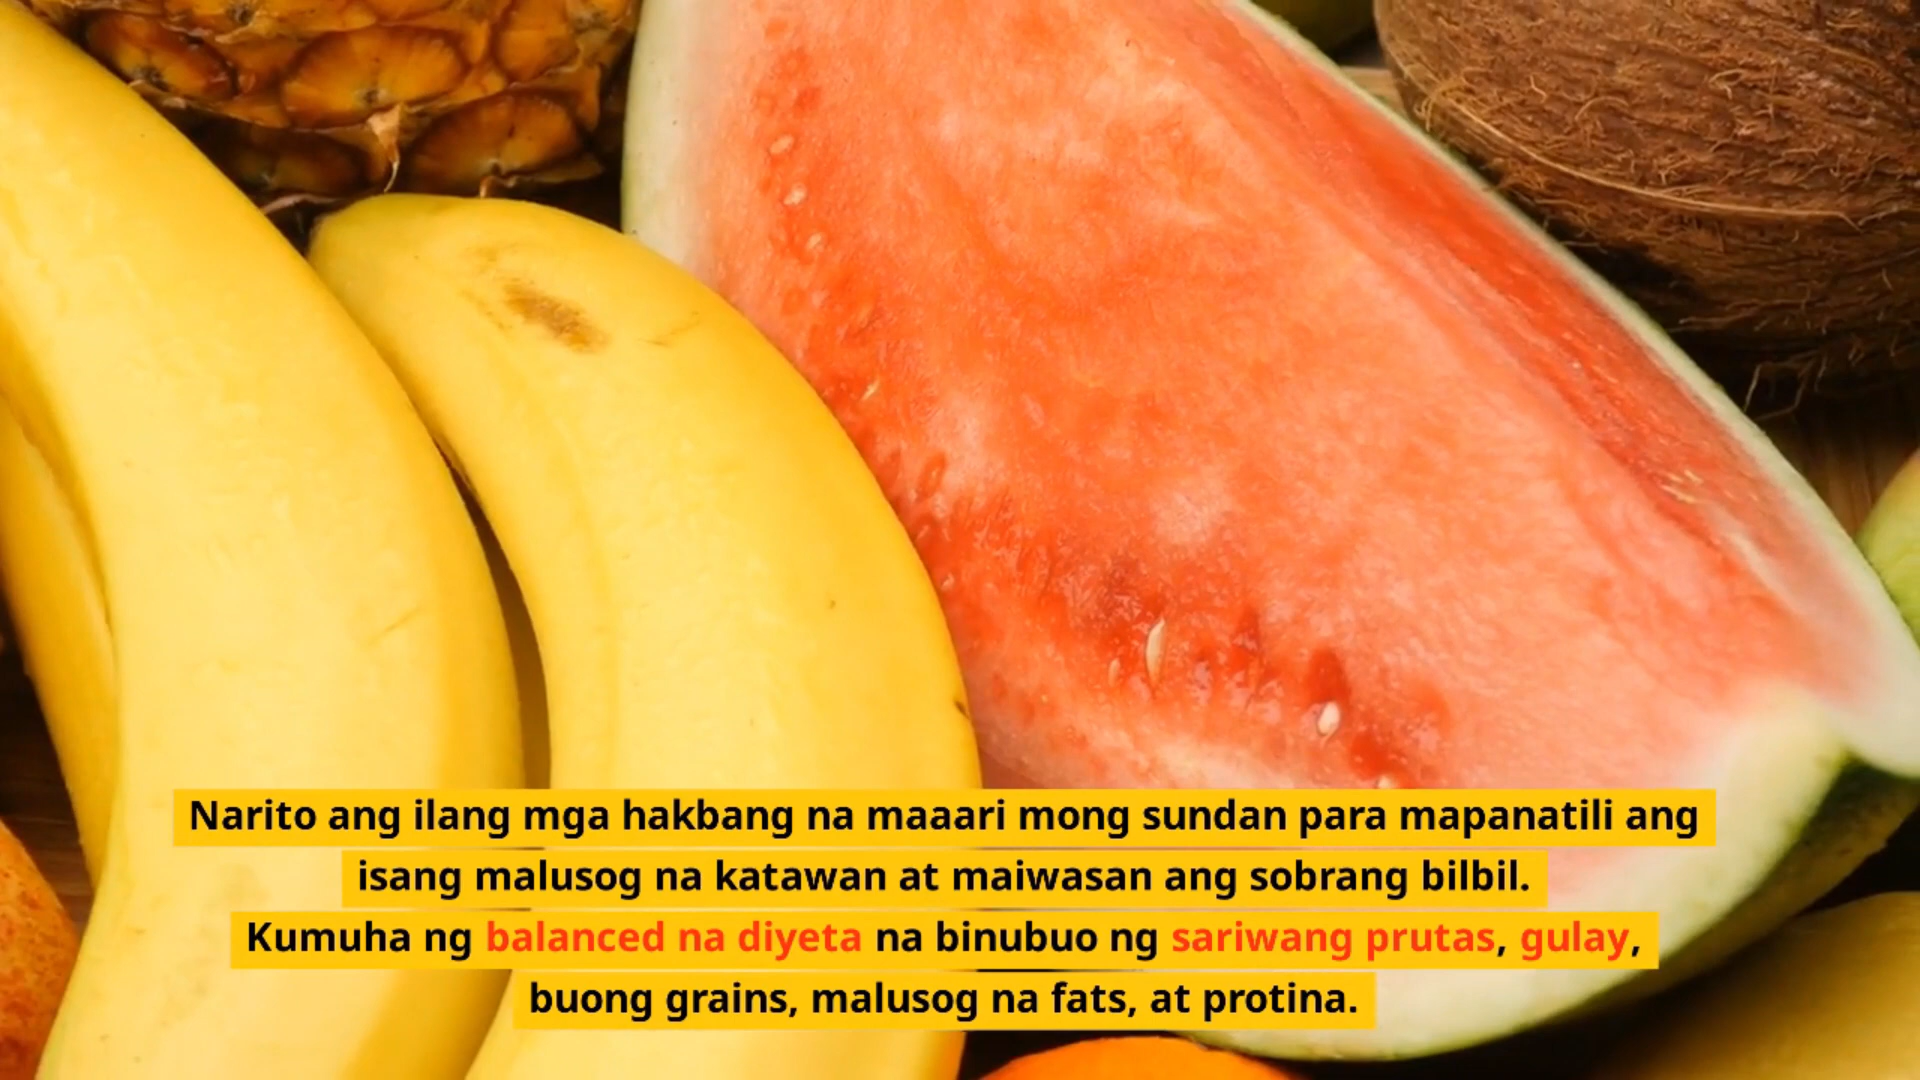 Narito ang ilang mga hakbang na maaari mong sundan para mapanatili ang
isang malusog na katawan at maiwasan ang sobrang bilbil.
Kumuha ng balanced na diyeta na binubuo ng sariwang prutas, gulay,
buong grains, malusog na fats, at protina.